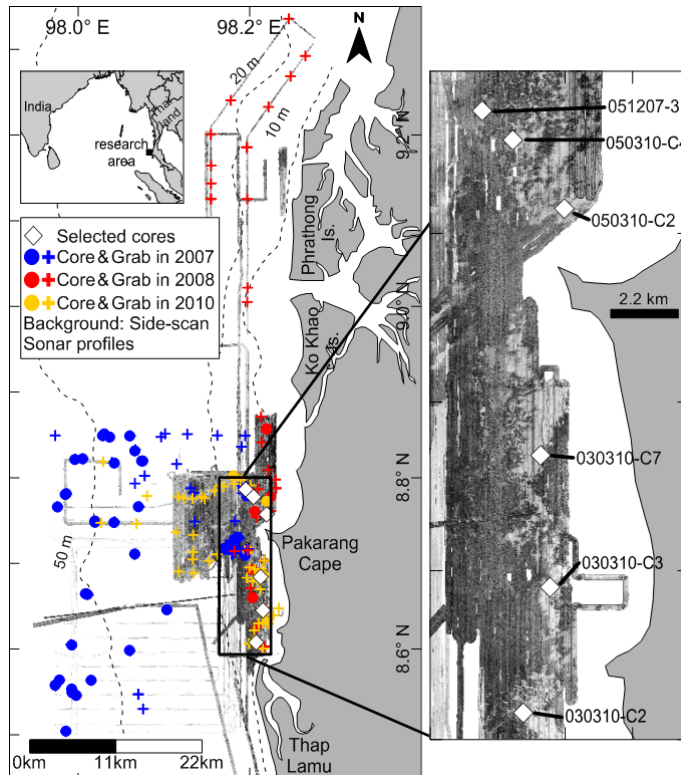 98.0° E
98.2° E
N
20 m
10 m
India
Thai
land
research
area
9.2° N
Phrathong
Is.
Selected cores
Core & Grab in 2007
Core & Grab in 2008
Core & Grab in 2010
Background: Side-scan
Sonar profiles
9.0° N
Ko Khao
Is.
8.8° N
Pakarang
Cape
50 m
8.6° N
Thap
Lamu
0km
11km
22km
051207-3
050310-C4
050310-C2
2.2 km
030310-C7
030310-C3
030310-C2